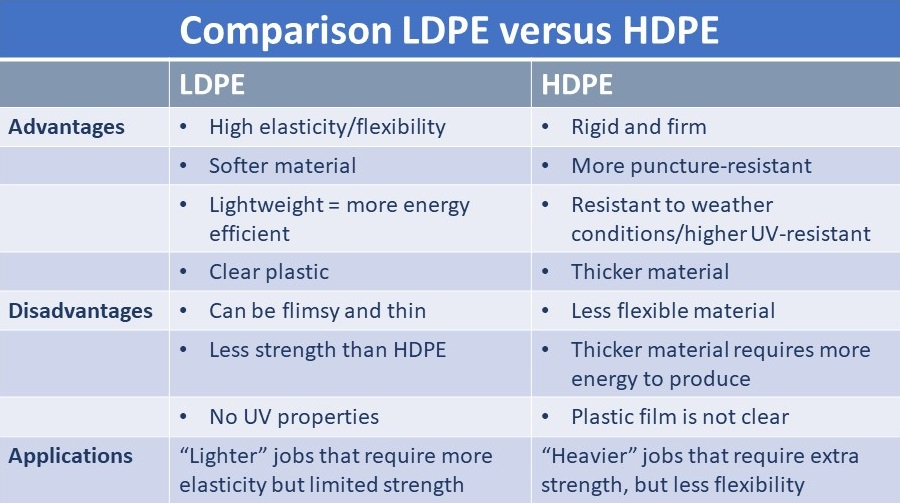 Comparison LDPE versus HDPE
LDPE
HDPE
Advantages
• High elasticity/flexibility
• Rigid and firm
• Softer material
• More puncture-resistant
• Lightweight = more energy
efficient
• Resistant to weather
conditions/higher UV-resistant
• Clear plastic
• Thicker material
Disadvantages
• Can be flimsy and thin
• Less flexible material
• Less strength than HDPE
• Thicker material requires more
energy to produce
• No UV properties
• Plastic film is not clear
Applications
“Lighter” jobs that require more
elasticity but limited strength
“Heavier” jobs that require extra
strength, but less flexibility